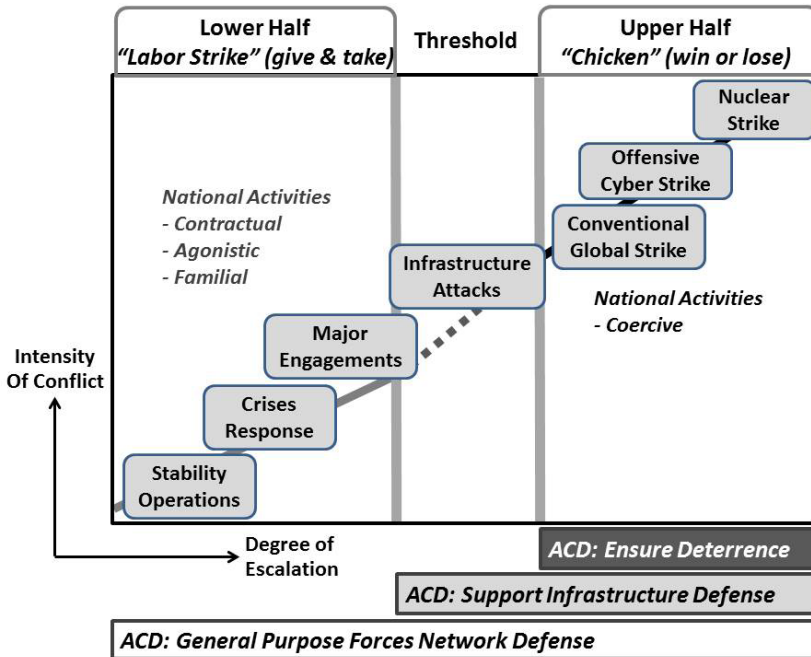 Lower Half
“Labor Strike” (give & take)
Threshold
Upper Half
“Chicken” (win or lose)
Nuclear
Strike
Offensive
Cyber Strike
Conventional
Global Strike
National Activities
- Contractual
- Agonistic
- Familial
Infrastructure
Attacks
National Activities
- Coercive
Major
Engagements
Intensity
Of Conflict
Crises
Response
Stability
Operations
Degree of
Escalation
ACD: Ensure Deterrence
ACD: Support Infrastructure Defense
ACD: General Purpose Forces Network Defense